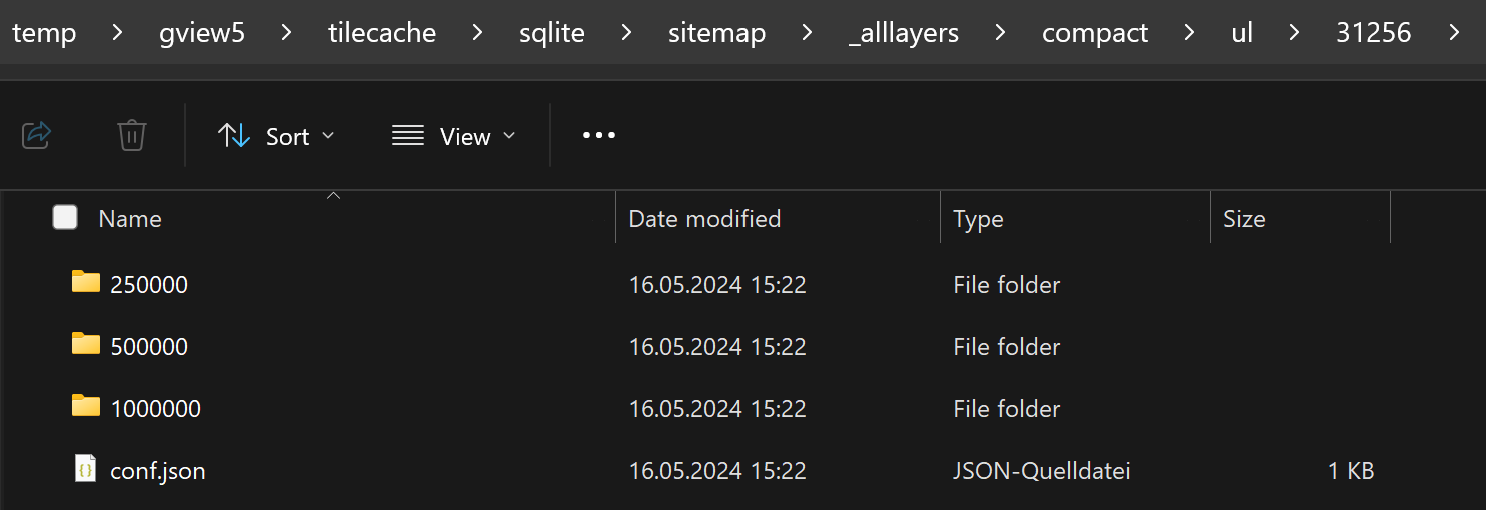 temp > gview5 > tilecache > sqlite > sitemap > _alllayers > compact > ul > 31256 >
Sort View •••
Name Date modified Type Size
250000 16.05.2024 15:22 File folder
500000 16.05.2024 15:22 File folder
1000000 16.05.2024 15:22 File folder
conf.json 16.05.2024 15:22 JSON-Quelldatei 1 KB